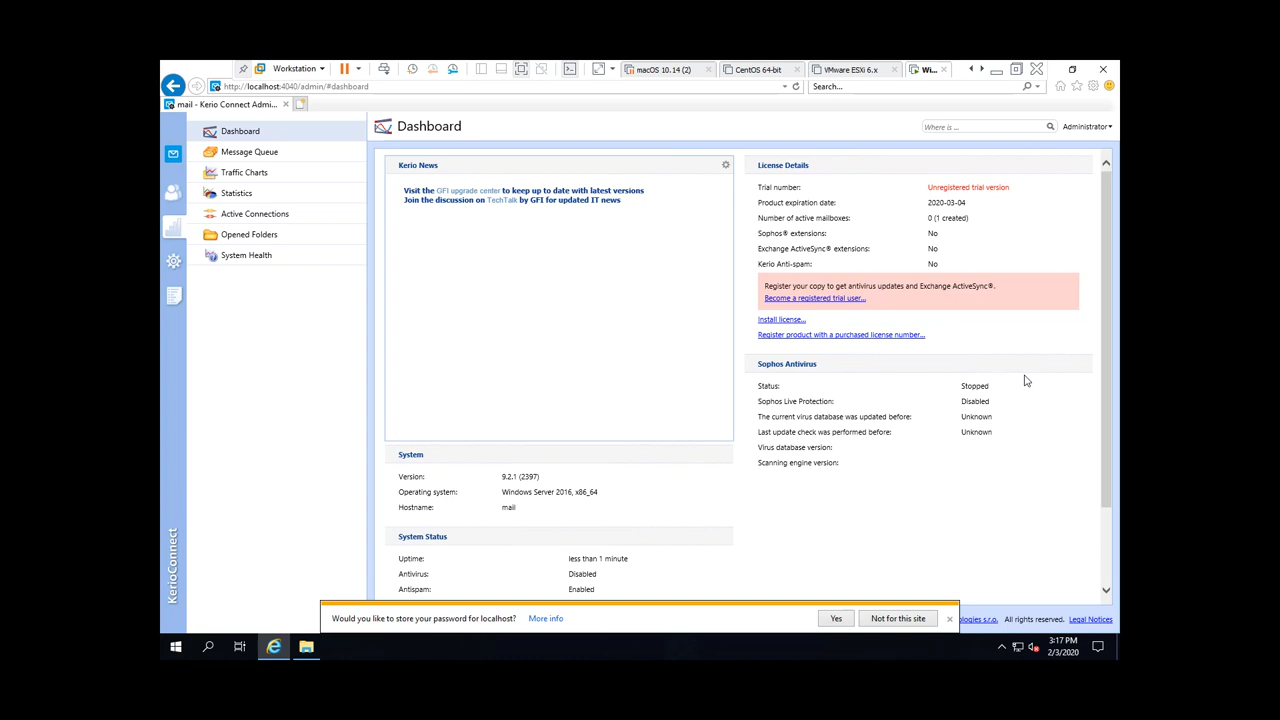 Workstation
macOS 10.14 (2)
CentOS 64-bit
VMware ESXi 6.x
Wi...
http://localhost:4040/admin/#dashboard
Search...
mail - Kerio Connect Admi...
Dashboard
Message Queue
Traffic Charts
Statistics
Active Connections
Opened Folders
System Health
KerioConnect
Dashboard
Where is ...
Administrator
Kerio News
Visit the GFI upgrade center to keep up to date with latest versions
Join the discussion on TechTalk by GFI for updated IT news
System
Version: 9.2.1 (2397)
Operating system: Windows Server 2016, x86_64
Hostname: mail
System Status
Uptime: less than 1 minute
Antivirus: Disabled
Antispam: Enabled
License Details
Trial number: Unregistered trial version
Product expiration date: 2020-03-04
Number of active mailboxes: 0 (1 created)
Sophos® extensions: No
Exchange ActiveSync® extensions: No
Kerio Anti-spam: No
Register your copy to get antivirus updates and Exchange ActiveSync®.
Become a registered trial user...
Install license...
Register product with a purchased license number...
Sophos Antivirus
Status: Stopped
Sophos Live Protection: Disabled
The current virus database was updated before: Unknown
Last update check was performed before: Unknown
Virus database version:
Scanning engine version:
Would you like to store your password for localhost? More info
Yes
Not for this site
ologies s.r.o. All rights reserved. Legal Notices
3:17 PM
2/3/2020